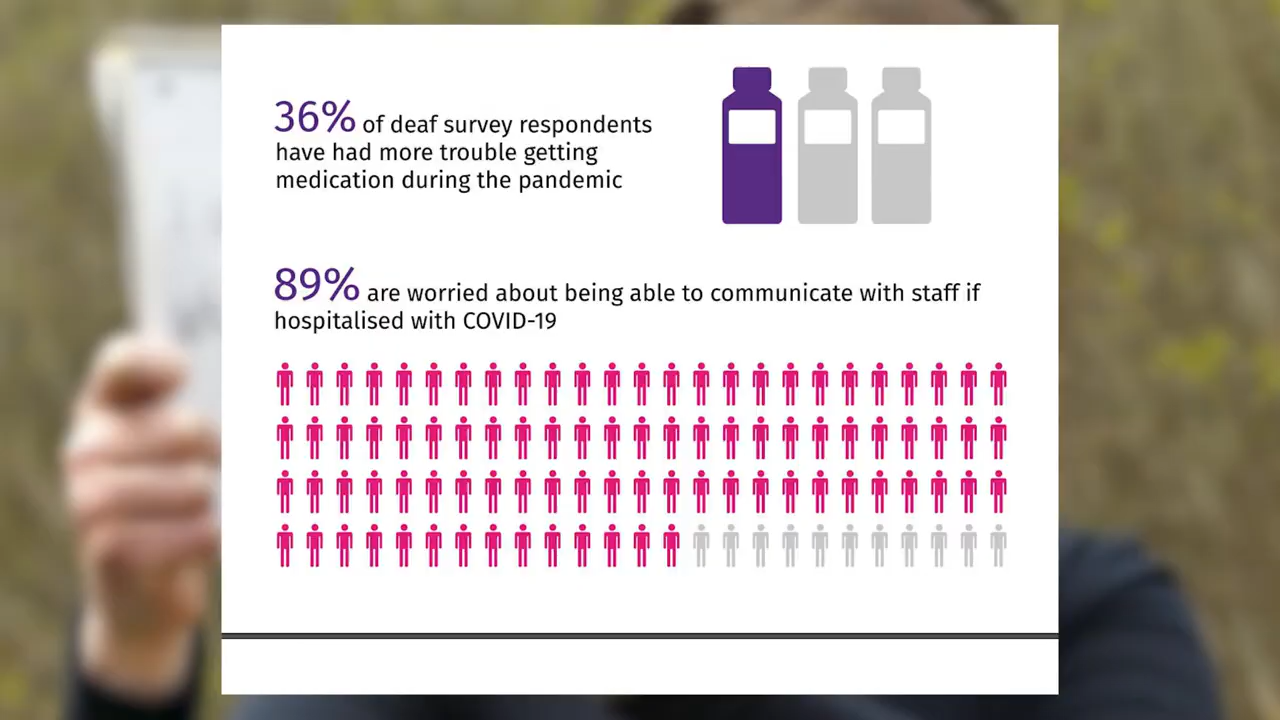 36% of deaf survey respondents
have had more trouble getting
medication during the pandemic
89% are worried about being able to communicate with staff if
hospitalised with COVID-19